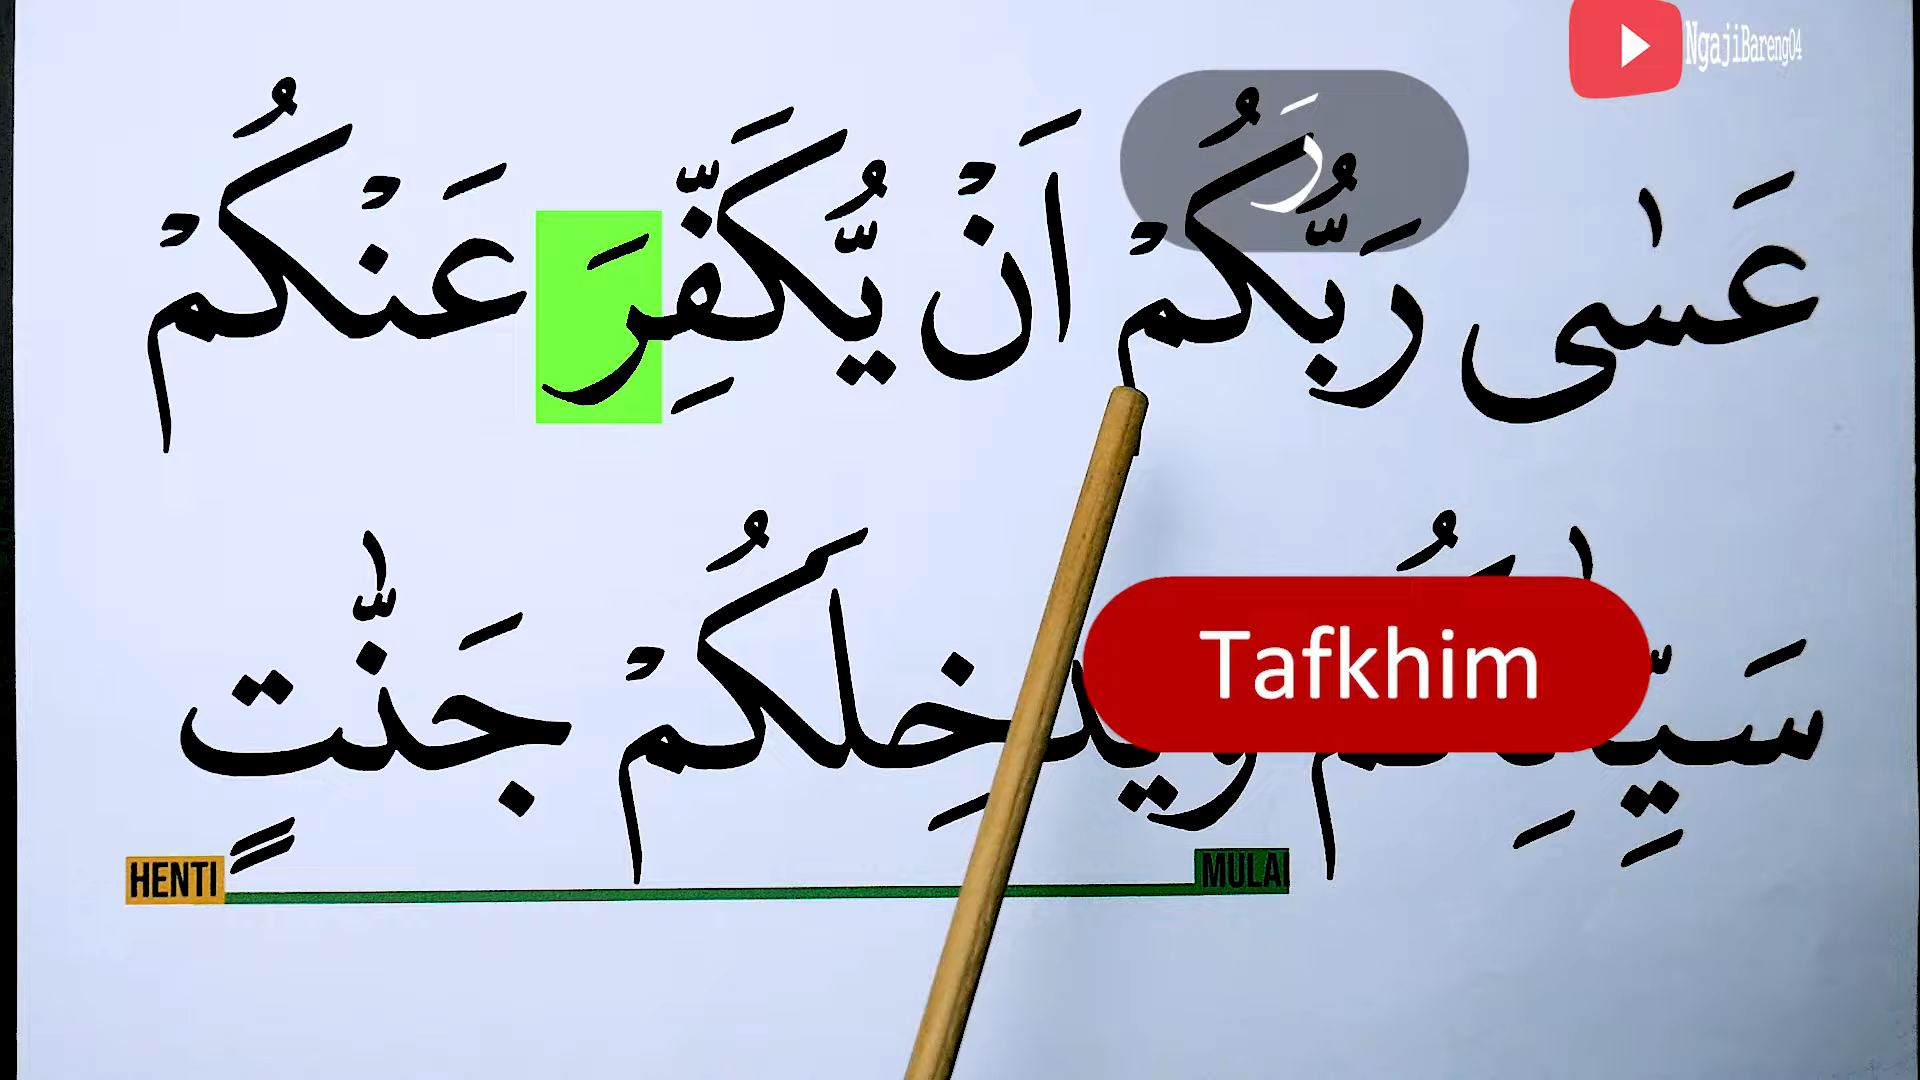 NgajiBareng04
رَ
عَسٰى رَبُّكُمْ اَنْ يُّكَفِّرَ عَنْكُمْ
Tafkhim
خِلَكُمْ جَنّٰتٍ
HENTI MULAI